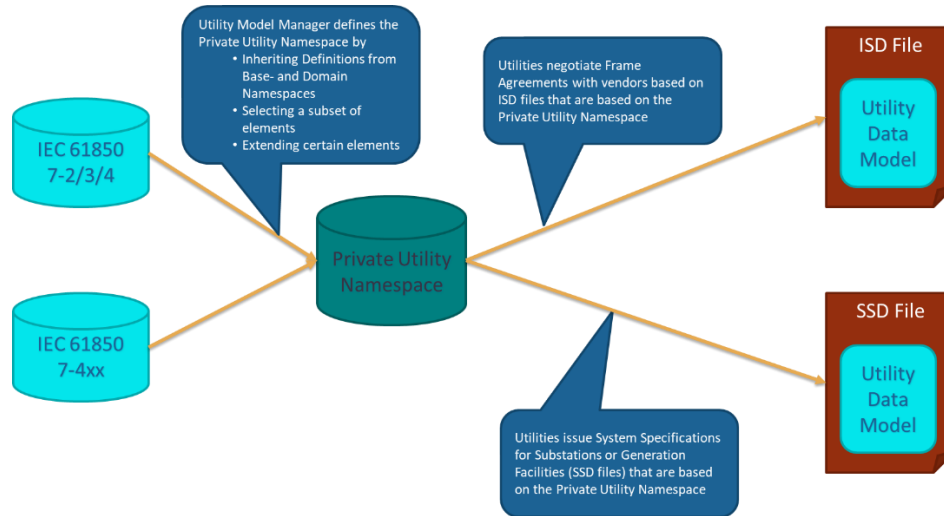 Utility Model Manager defines the
Private Utility Namespace by
• Inheriting Definitions from
Base- and Domain
Namespaces
• Selecting a subset of
elements
• Extending certain elements
Utilities negotiate Frame
Agreements with vendors based on
ISD files that are based on the
Private Utility Namespace
ISD File
Utility
Data
Model
IEC 61850
7-2/3/4
Private Utility
Namespace
IEC 61850
7-4xx
SSD File
Utility
Data
Model
Utilities issue System Specifications
for Substations or Generation
Facilities (SSD files) that are based
on the Private Utility Namespace